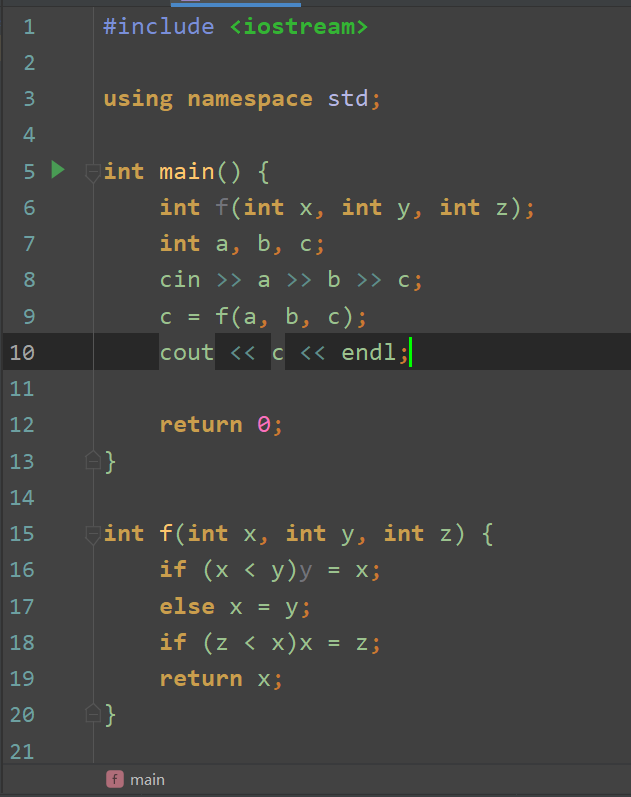 1 #include <iostream>
2
3 using namespace std;
4
5 int main() {
6 int f(int x, int y, int z);
7 int a, b, c;
8 cin >> a >> b >> c;
9 c = f(a, b, c);
10 cout << c << endl;
11
12 return 0;
13 }
14
15 int f(int x, int y, int z) {
16 if (x < y)y = x;
17 else x = y;
18 if (z < x)x = z;
19 return x;
20 }
21
f main